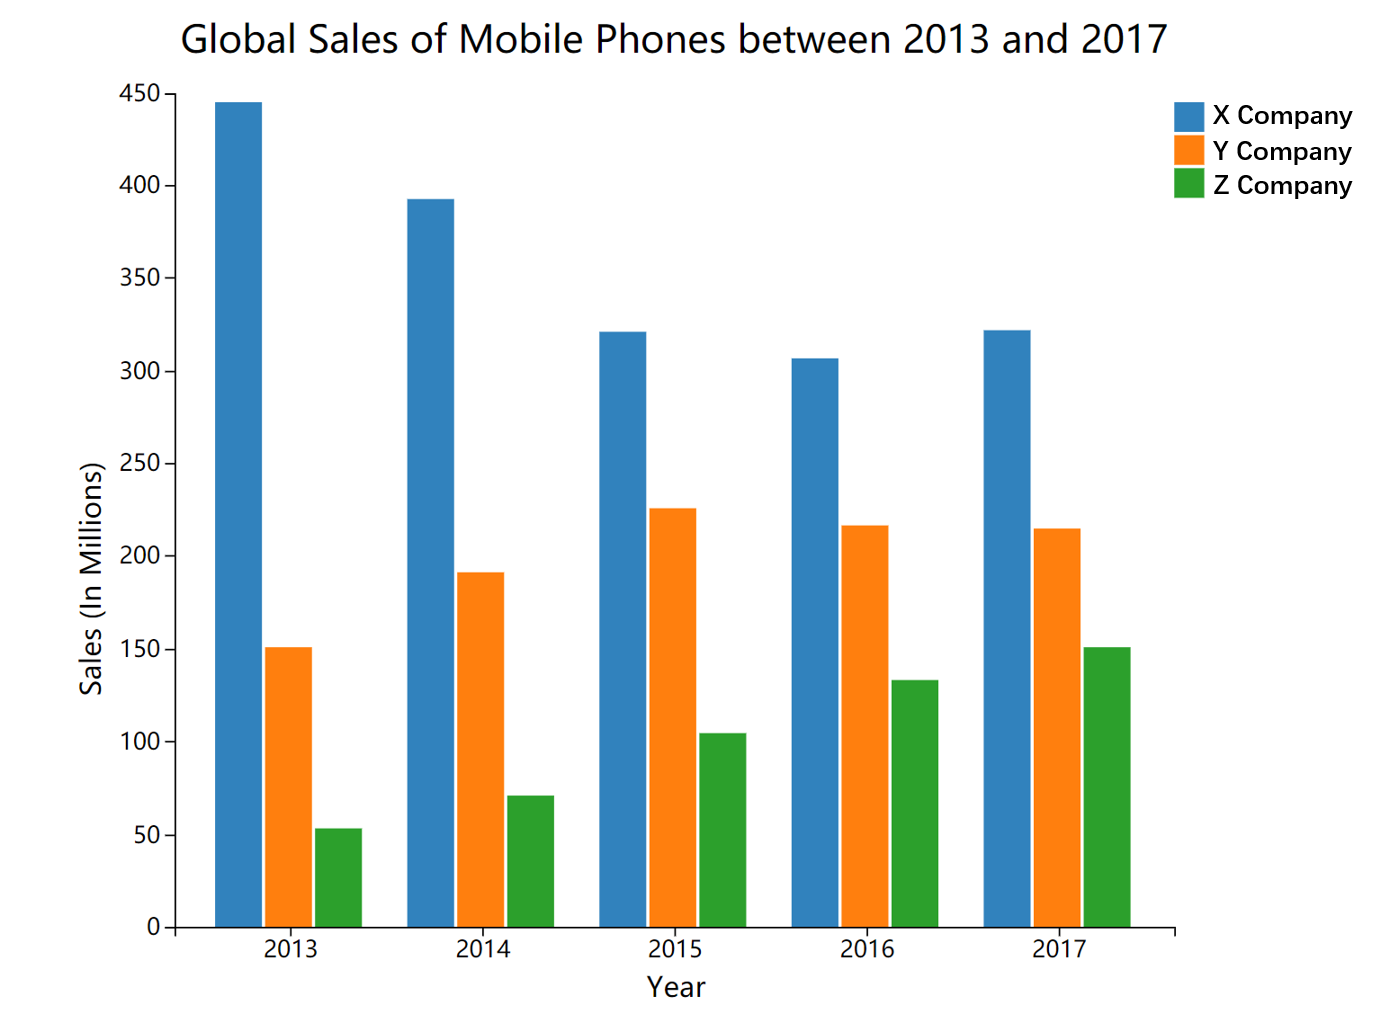 Global Sales of Mobile Phones between 2013 and 2017
X Company
Y Company
Z Company
450
400
350
300
250
200
150
100
50
0
Sales (In Millions)
2013 2014 2015 2016 2017
Year